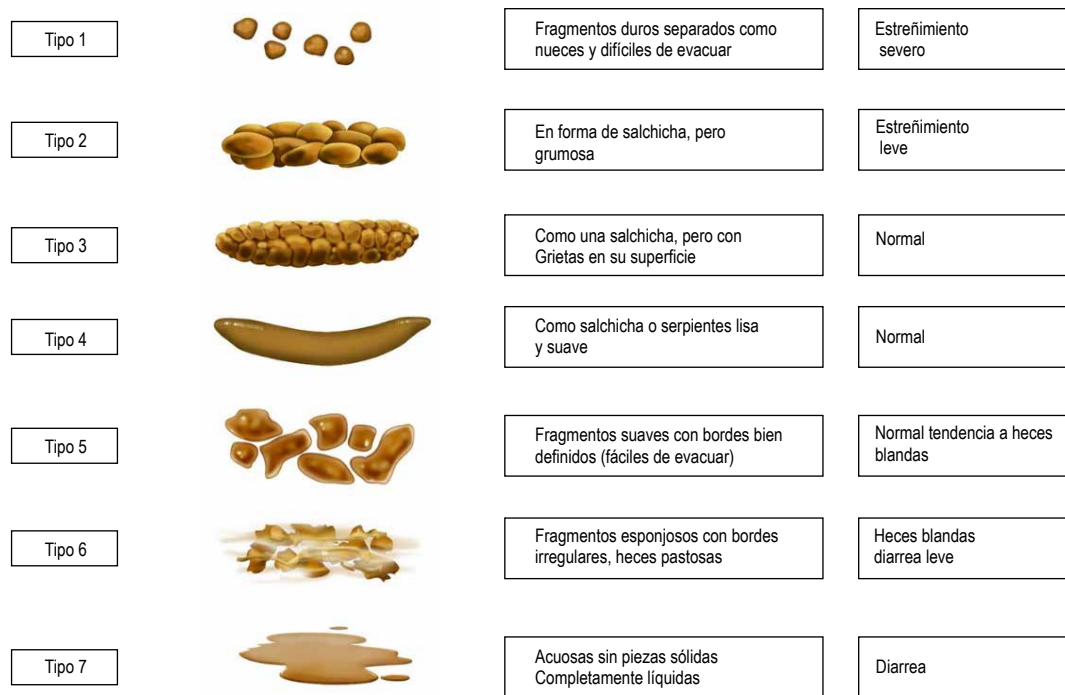 Tipo 1
Fragmentos duros separados como
nueces y difíciles de evacuar
Estreñimiento
severo
Tipo 2
En forma de salchicha, pero
grumosa
Estreñimiento
leve
Tipo 3
Como una salchicha, pero con
Grietas en su superficie
Normal
Tipo 4
Como salchicha o serpientes lisa
y suave
Normal
Tipo 5
Fragmentos suaves con bordes bien
definidos (fáciles de evacuar)
Normal tendencia a heces
blandas
Tipo 6
Fragmentos esponjosos con bordes
irregulares, heces pastosas
Heces blandas
diarrea leve
Tipo 7
Acuosas sin piezas sólidas
Completamente líquidas
Diarrea